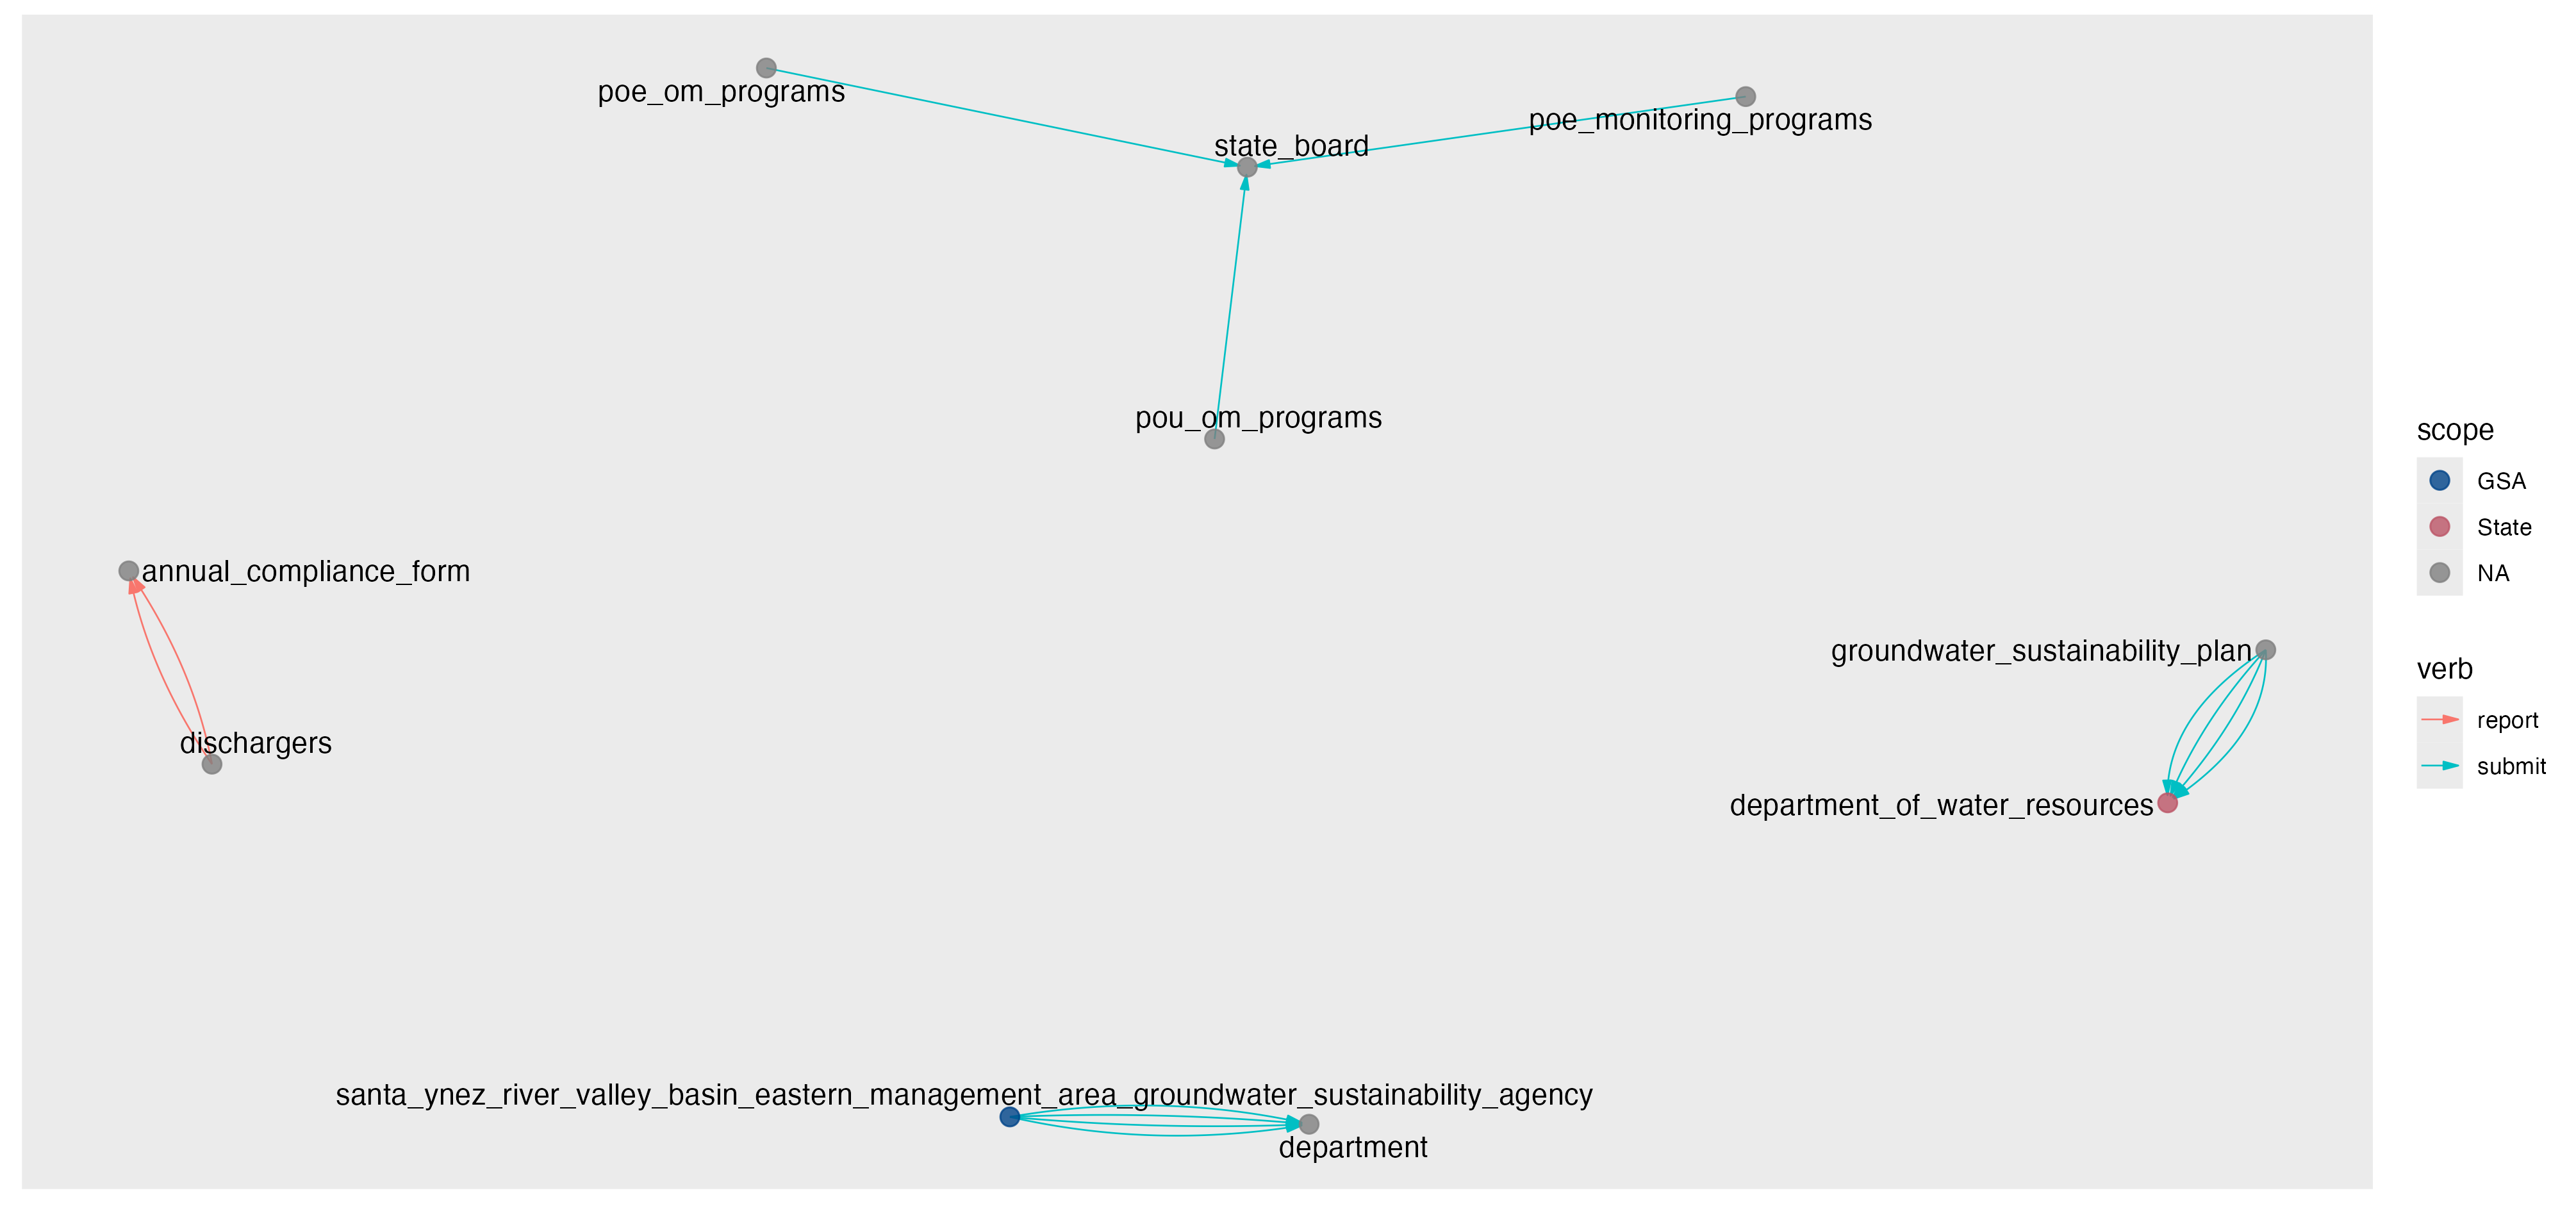 poe_om_programs
poe_monitoring_programs
state_board
pou_om_programs
annual_compliance_form
dischargers
groundwater_sustainability_plan
department_of_water_resources
santa_ynez_river_valley_basin_eastern_management_area_groundwater_sustainability_agency
department
scope
GSA
State
NA
verb
report
submit